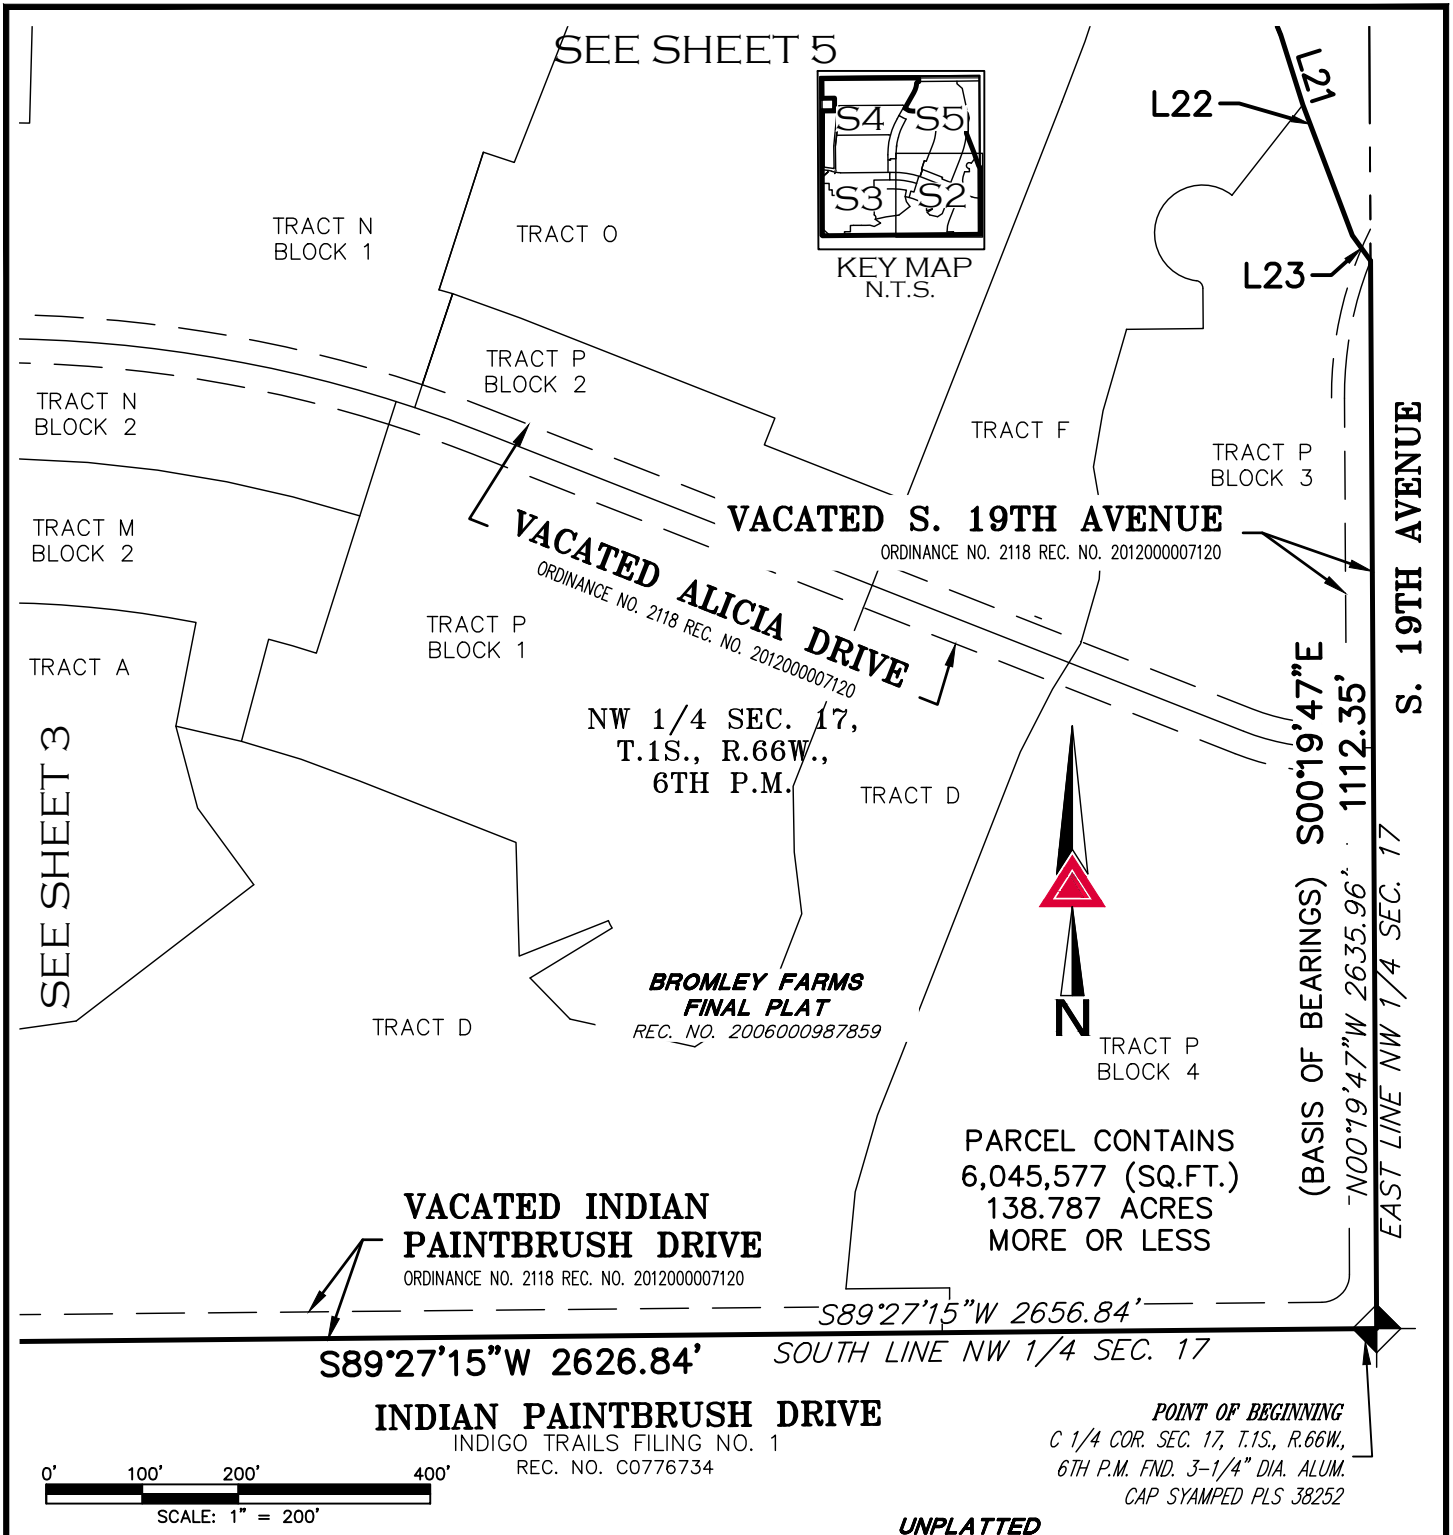 SEE SHEET 5
L21
L22
S4
S5
S3
S2
KEY MAP
N.T.S.
L23
TRACT N
BLOCK 1
TRACT O
TRACT P
BLOCK 2
TRACT N
BLOCK 2
TRACT F
TRACT P
BLOCK 3
S. 19TH AVENUE
TRACT M
BLOCK 2
VACATED S. 19TH AVENUE
ORDINANCE NO. 2118 REC. NO. 2012000007120
VACATED ALICIA DRIVE
ORDINANCE NO. 2118 REC. NO. 2012000007120
TRACT A
TRACT P
BLOCK 1
NW 1/4 SEC. 17,
T.1S., R.66W.,
6TH P.M.
TRACT D
SEE SHEET 3
(BASIS OF BEARINGS) S00°19'47"E
1112.35'
N00°19'47"W 2635.96'
EAST LINE NW 1/4 SEC. 17
BROMLEY FARMS
FINAL PLAT
REC. NO. 2006000987859
TRACT D
N
TRACT P
BLOCK 4
PARCEL CONTAINS
6,045,577 (SQ.FT.)
138.787 ACRES
MORE OR LESS
VACATED INDIAN
PAINTBRUSH DRIVE
ORDINANCE NO. 2118 REC. NO. 2012000007120
S89°27'15"W 2656.84'
S89°27'15"W 2626.84'
SOUTH LINE NW 1/4 SEC. 17
INDIAN PAINTBRUSH DRIVE
INDIGO TRAILS FILING NO. 1
REC. NO. C0776734
POINT OF BEGINNING
C 1/4 COR. SEC. 17, T.1S., R.66W.,
6TH P.M. FND. 3-1/4" DIA. ALUM.
CAP SYAMPED PLS 38252
0' 100' 200' 400'
SCALE: 1" = 200'
UNPLATTED